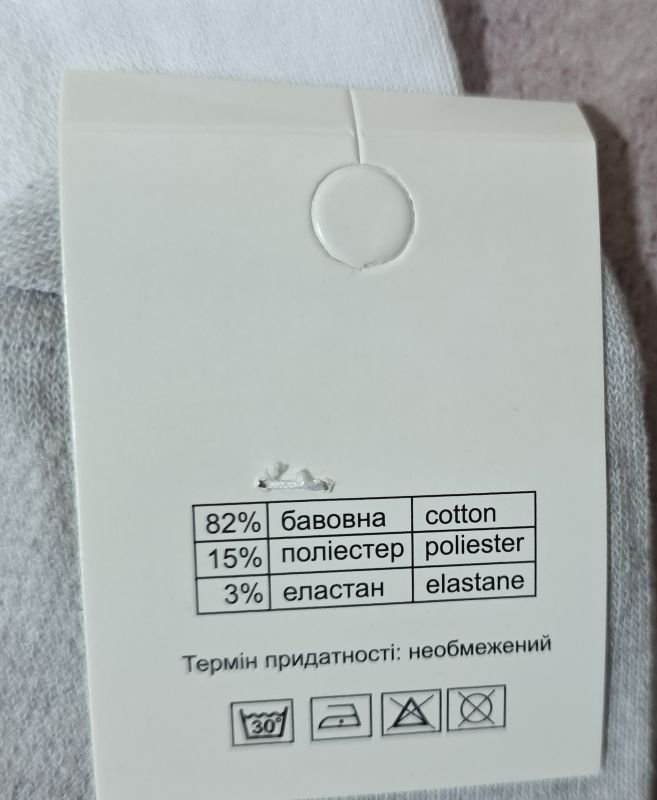 82% бавовна cotton
15% поліестер poliester
3% еластан elastane
Термін придатності: необмежений
30°